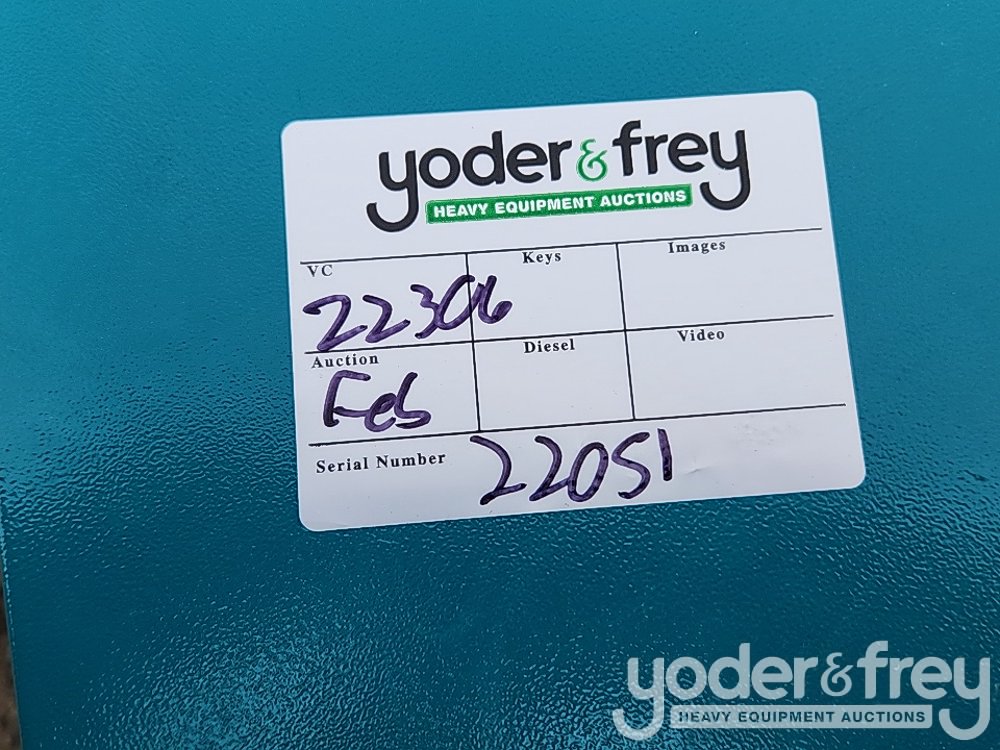 yoder & frey
HEAVY EQUIPMENT AUCTIONS
VC Keys Images
22306
Auction Diesel Video
Feb
Serial Number 22051
yoder & frey
HEAVY EQUIPMENT AUCTIONS